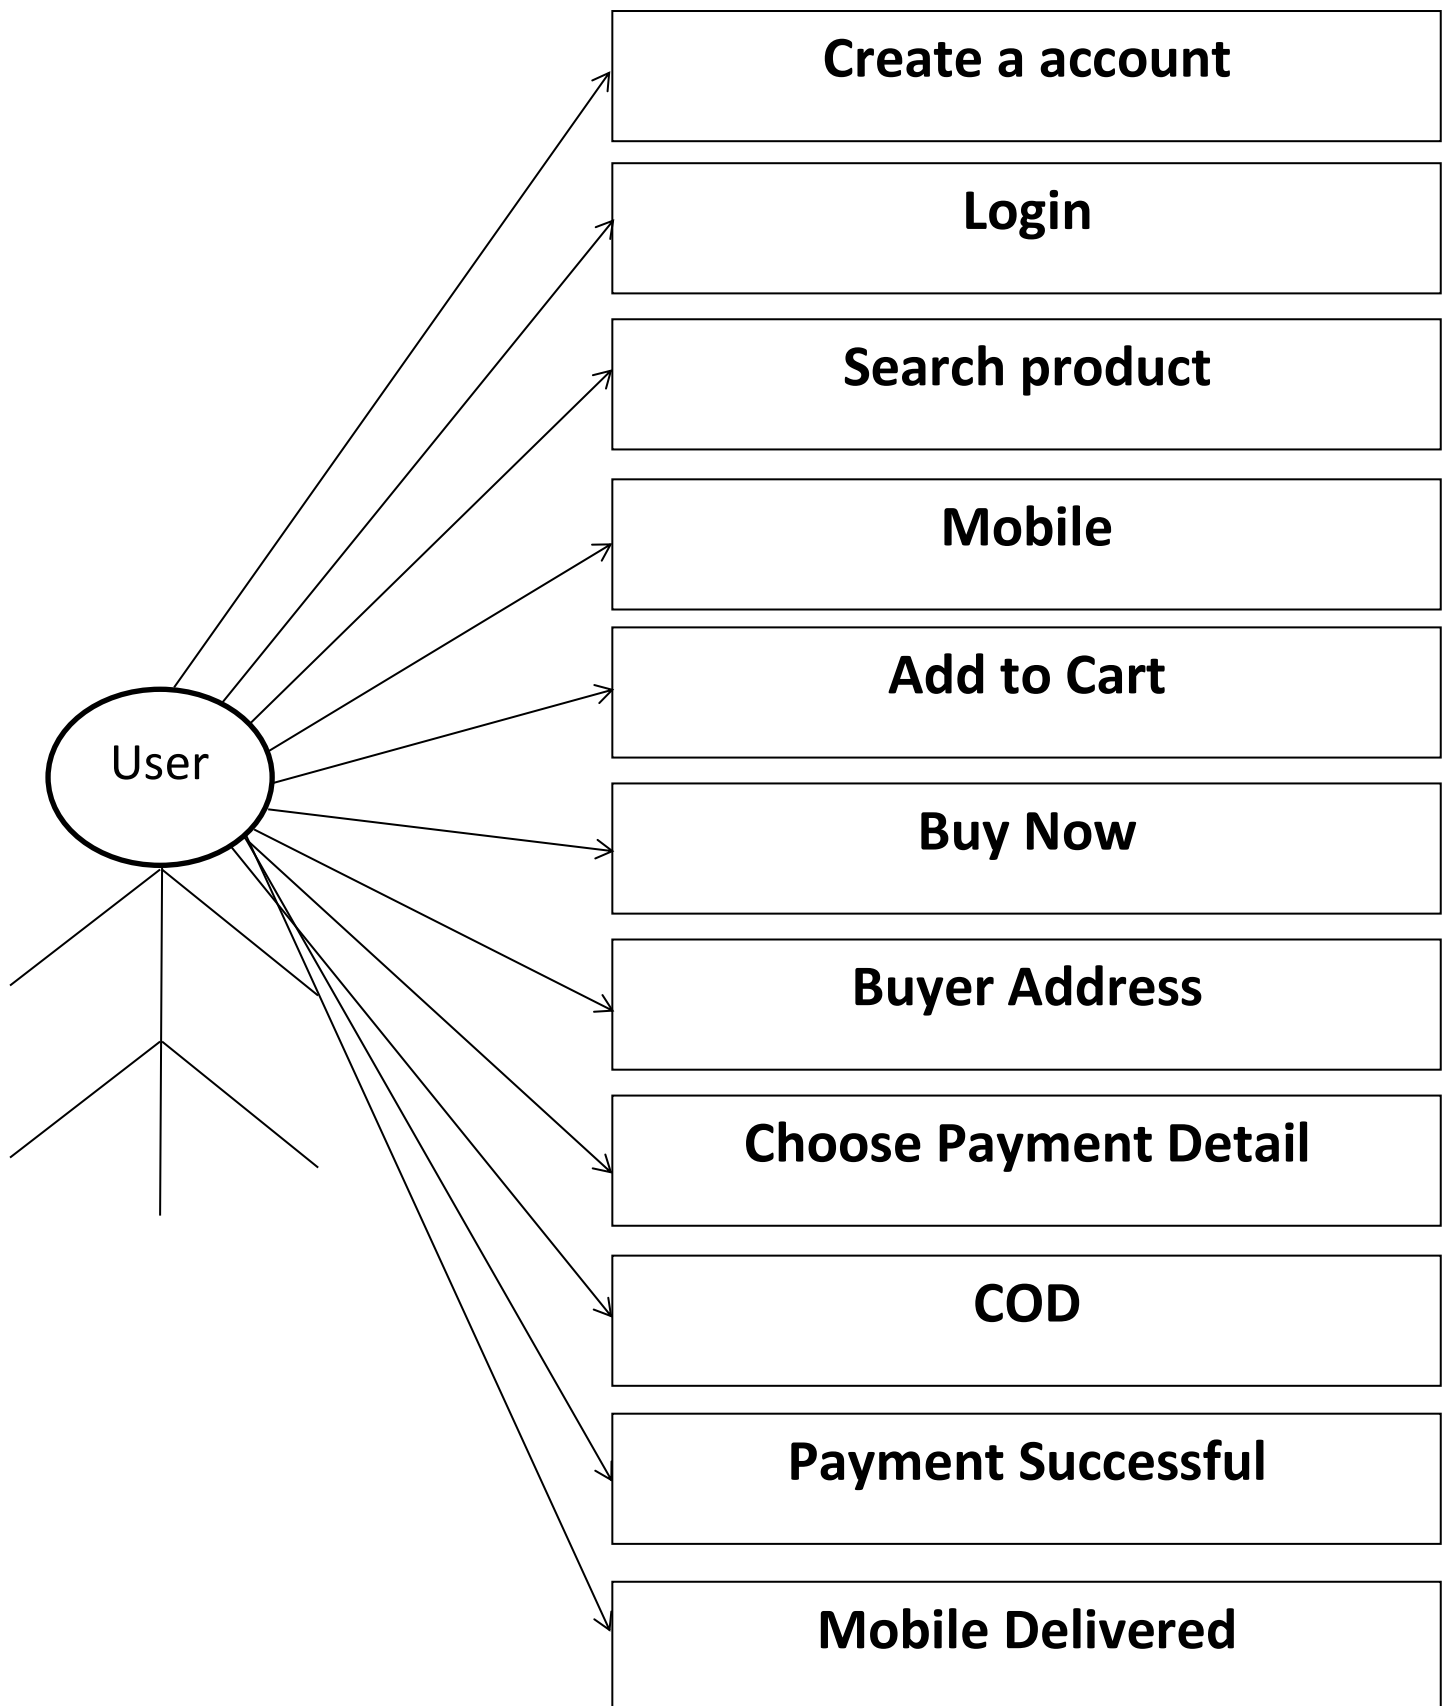 Create a account
Login
Search product
Mobile
Add to Cart
User
Buy Now
Buyer Address
Choose Payment Detail
COD
Payment Successful
Mobile Delivered